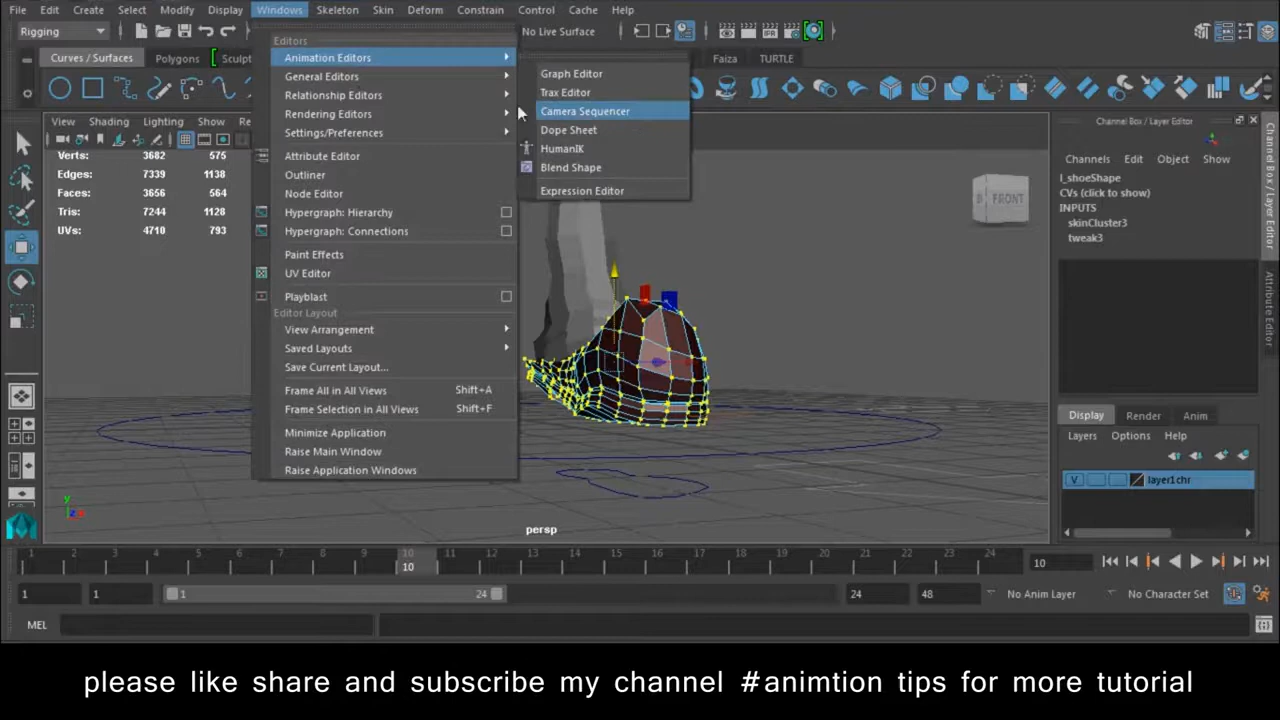 File Edit Create Select Modify Display Windows Skeleton Skin Deform Constrain Control Cache Help
Rigging No Live Surface
Curves / Surfaces Polygons Sculpt Faiza TURTLE
View Shading Lighting Show Re
Verts: 3682 575
Edges: 7339 1138
Faces: 3656 564
Tris: 7244 1128
UVs: 4710 793
Editors
Animation Editors
General Editors
Relationship Editors
Rendering Editors
Settings/Preferences
Attribute Editor
Outliner
Node Editor
Hypergraph: Hierarchy
Hypergraph: Connections
Paint Effects
UV Editor
Playblast
Editor Layout
View Arrangement
Saved Layouts
Save Current Layout...
Frame All in All Views Shift+A
Frame Selection in All Views Shift+F
Minimize Application
Raise Main Window
Raise Application Windows
Graph Editor
Trax Editor
Camera Sequencer
Dope Sheet
HumanIK
Blend Shape
Expression Editor
B FRONT
persp
y
Channel Box / Layer Editor
Channels Edit Object Show
l_shoeShape
CVs (click to show)
INPUTS
skinCluster3
tweak3
Display Render Anim
Layers Options Help
V layer1chr
Channel Box / Layer Editor
Attribute Editor
1 2 3 4 5 6 7 8 9 10 11 12 13 14 15 16 17 18 19 20 21 22 23 24
10 10
1 1 1 24 24 48 No Anim Layer No Character Set
MEL
please like share and subscribe my channel #animtion tips for more tutorial